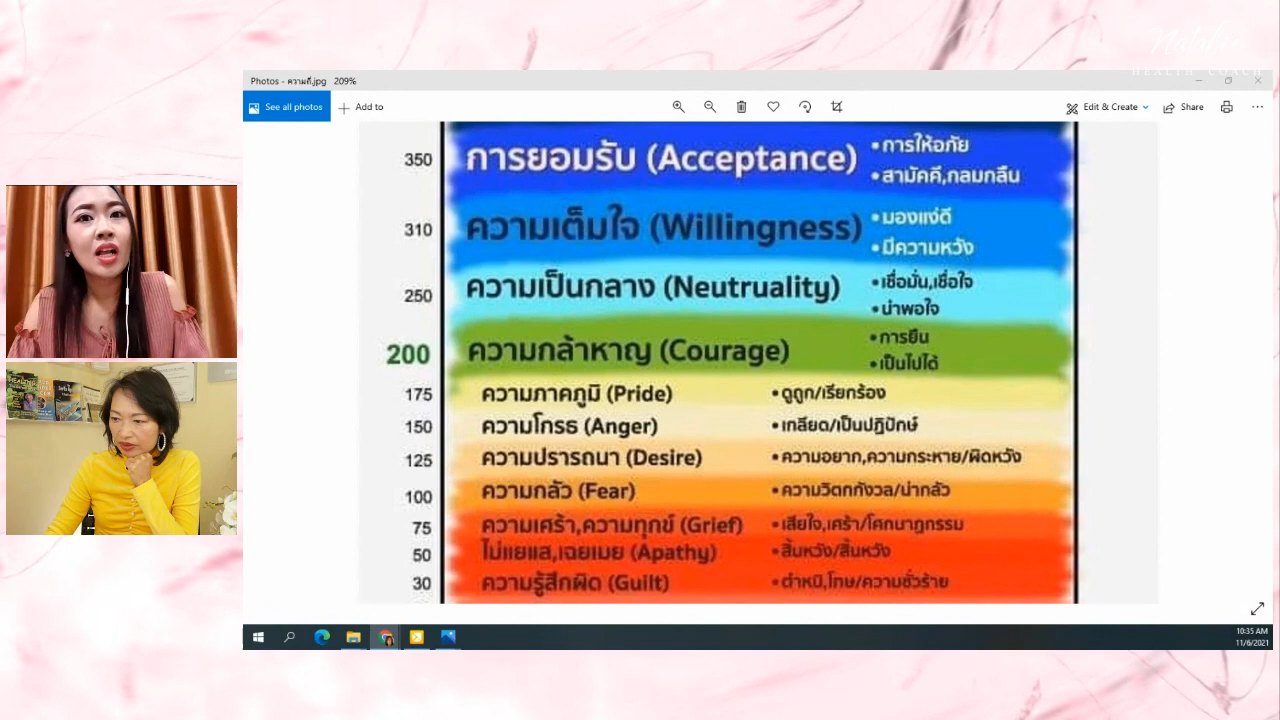 Natalie
HEALTH COACH
Photos - ความถี่.jpg 209%
See all photos
Add to
Edit & Create
Share
350 การยอมรับ (Acceptance) •การให้อภัย
•สามัคคี,กลมกลืน
310 ความเต็มใจ (Willingness) •มองแง่ดี
•มีความหวัง
250 ความเป็นกลาง (Neutruality) •เชื่อมั่น,เชื่อใจ
•น่าพอใจ
200 ความกล้าหาญ (Courage) •การยืน
•เป็นไปได้
175 ความภาคภูมิ (Pride) •ดูถูก/เรียกร้อง
150 ความโกรธ (Anger) •เกลียด/เป็นปฏิปักษ์
125 ความปรารถนา (Desire) •ความอยาก,ความกระหาย/ผิดหวัง
100 ความกลัว (Fear) •ความวิตกกังวล/น่ากลัว
75 ความเศร้า,ความทุกข์ (Grief) •เสียใจ,เศร้า/โศกนาฏกรรม
50 ไม่แยแส,เฉยเมย (Apathy) •สิ้นหวัง/สิ้นหวัง
30 ความรู้สึกผิด (Guilt) •ตำหนิ,โทษ/ความชั่วร้าย
10:35 AM
11/6/2021